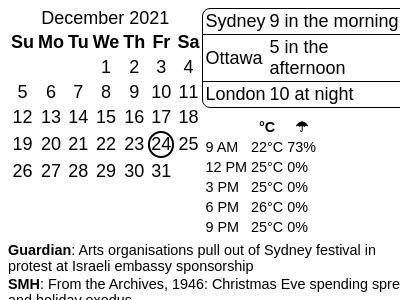 December 2021
Su Mo Tu We Th Fr Sa
1 2 3 4
5 6 7 8 9 10 11
12 13 14 15 16 17 18
19 20 21 22 23 24 25
26 27 28 29 30 31
Sydney 9 in the morning
Ottawa 5 in the
afternoon
London 10 at night
°C ☂
9 AM 22°C 73%
12 PM 25°C 0%
3 PM 25°C 0%
6 PM 26°C 0%
9 PM 25°C 0%
Guardian: Arts organisations pull out of Sydney festival in
protest at Israeli embassy sponsorship
SMH: From the Archives, 1946: Christmas Eve spending spre
and holiday exodus